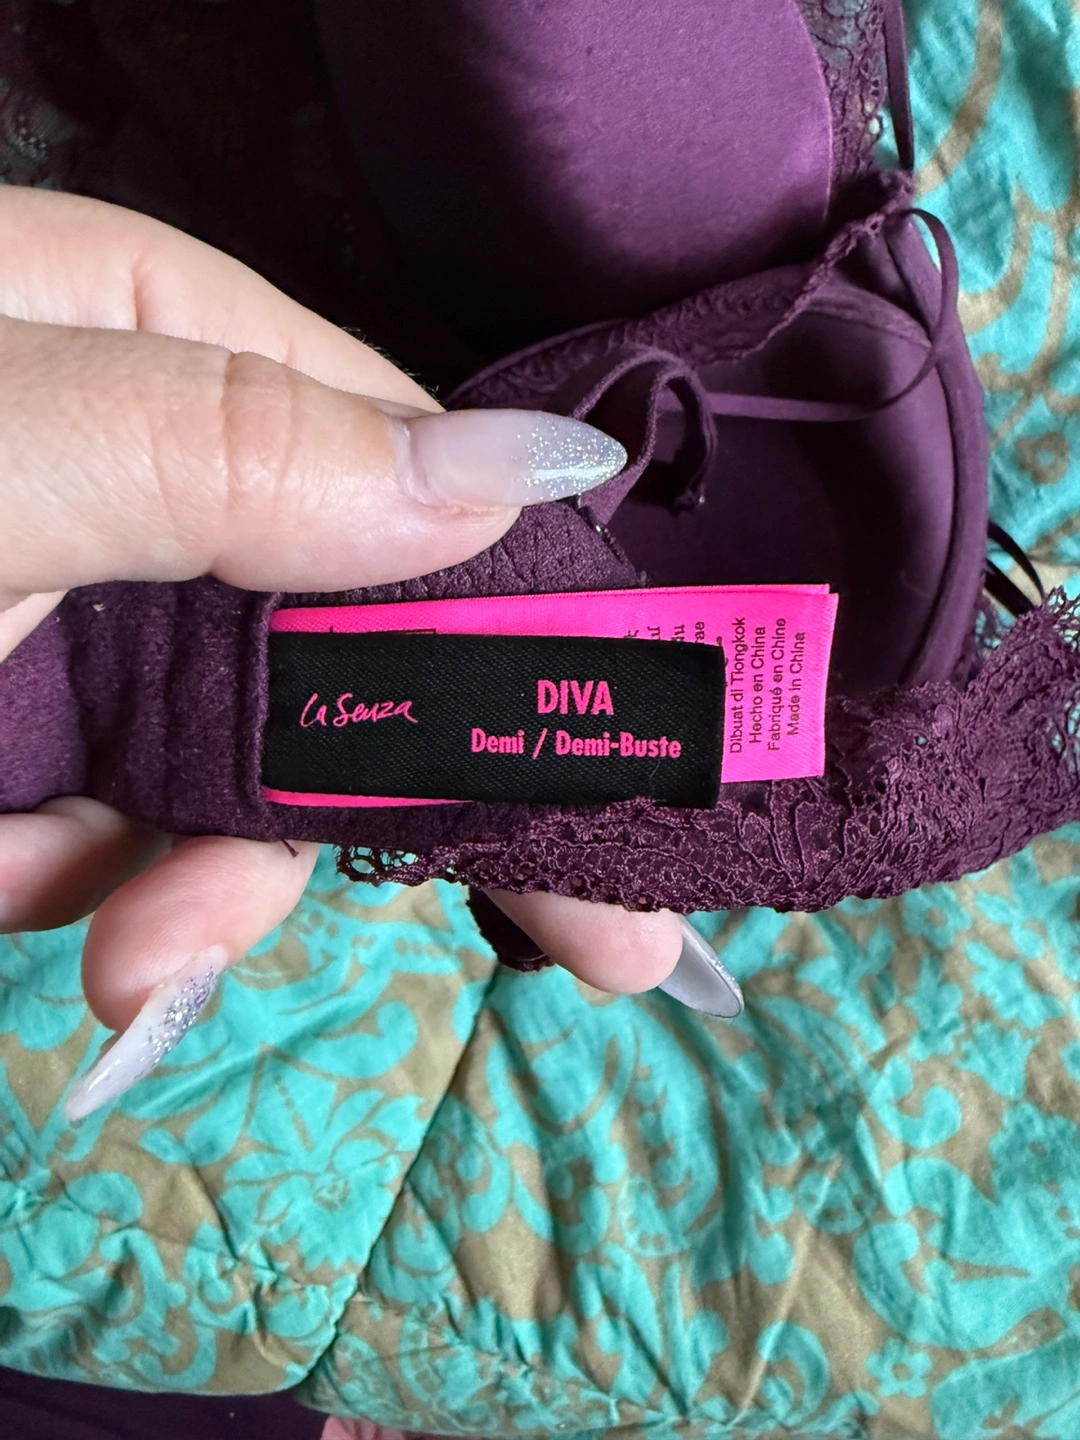 la Senza
DIVA
Demi / Demi-Buste
Dibuat di Tiongkok
Hecho en China
Fabriqué en Chine
Made in China